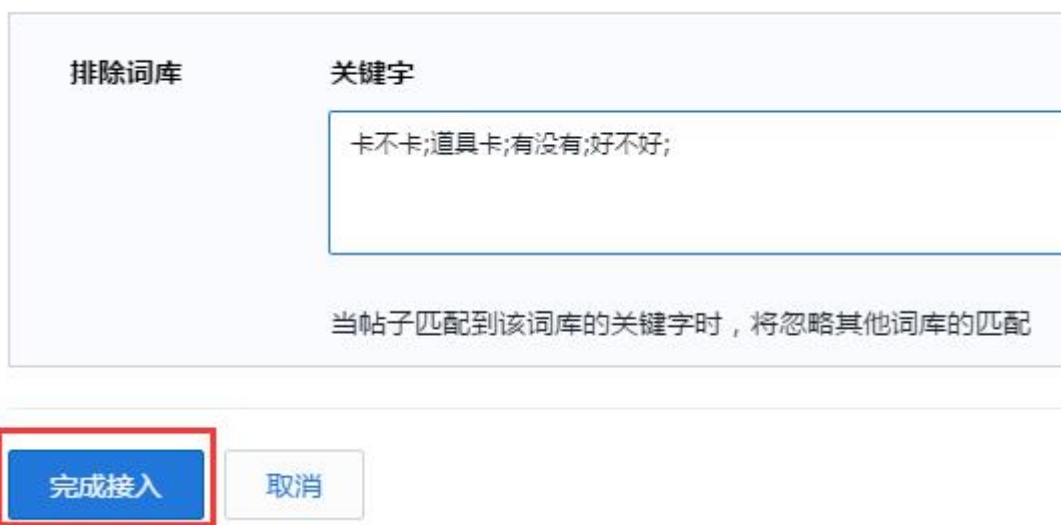 排除词库 关键字
卡不卡;道具卡;有没有;好不好;
当帖子匹配到该词库的关键字时，将忽略其他词库的匹配
完成接入 取消